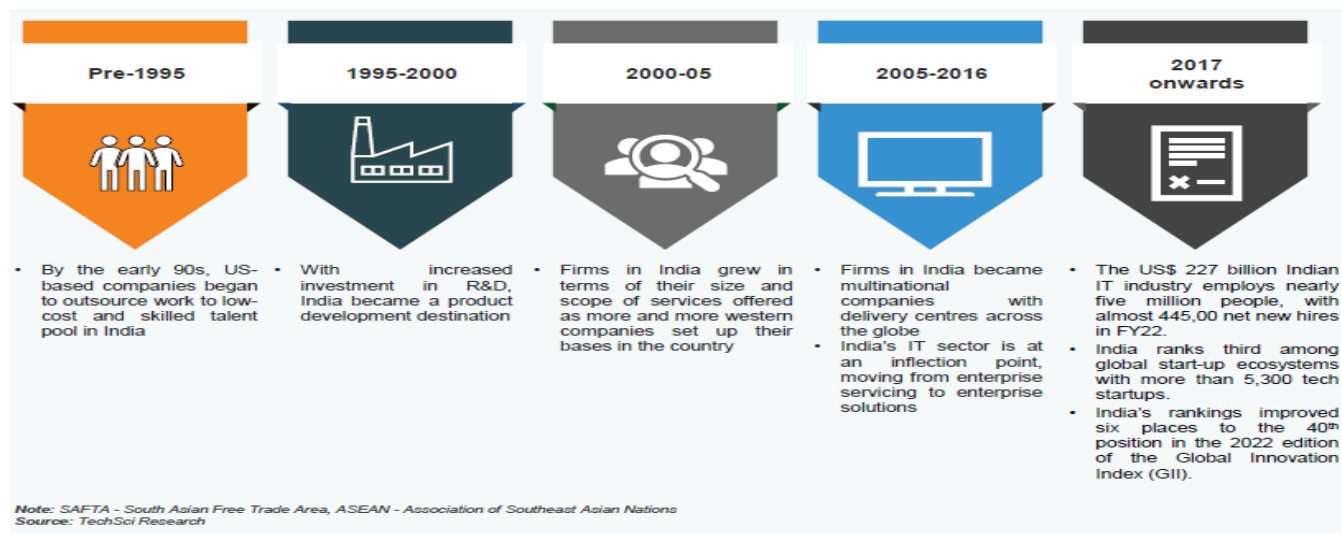 Pre-1995
1995-2000
2000-05
2005-2016
2017
onwards
• By the early 90s, US-
based companies began
to outsource work to low-
cost and skilled talent
pool in India
• With increased
investment in R&D,
India became a product
development destination
• Firms in India grew in
terms of their size and
scope of services offered
as more and more western
companies set up their
bases in the country
• Firms in India became
multinational
companies with
delivery centres across
the globe
• India's IT sector is at
an inflection point,
moving from enterprise
servicing to enterprise
solutions
• The US$ 227 billion Indian
IT industry employs nearly
five million people, with
almost 445,00 net new hires
in FY22.
• India ranks third among
global start-up ecosystems
with more than 5,300 tech
startups.
• India's rankings improved
six places to the 40th
position in the 2022 edition
of the Global Innovation
Index (GII).
Note: SAFTA - South Asian Free Trade Area, ASEAN - Association of Southeast Asian Nations
Source: TechSci Research